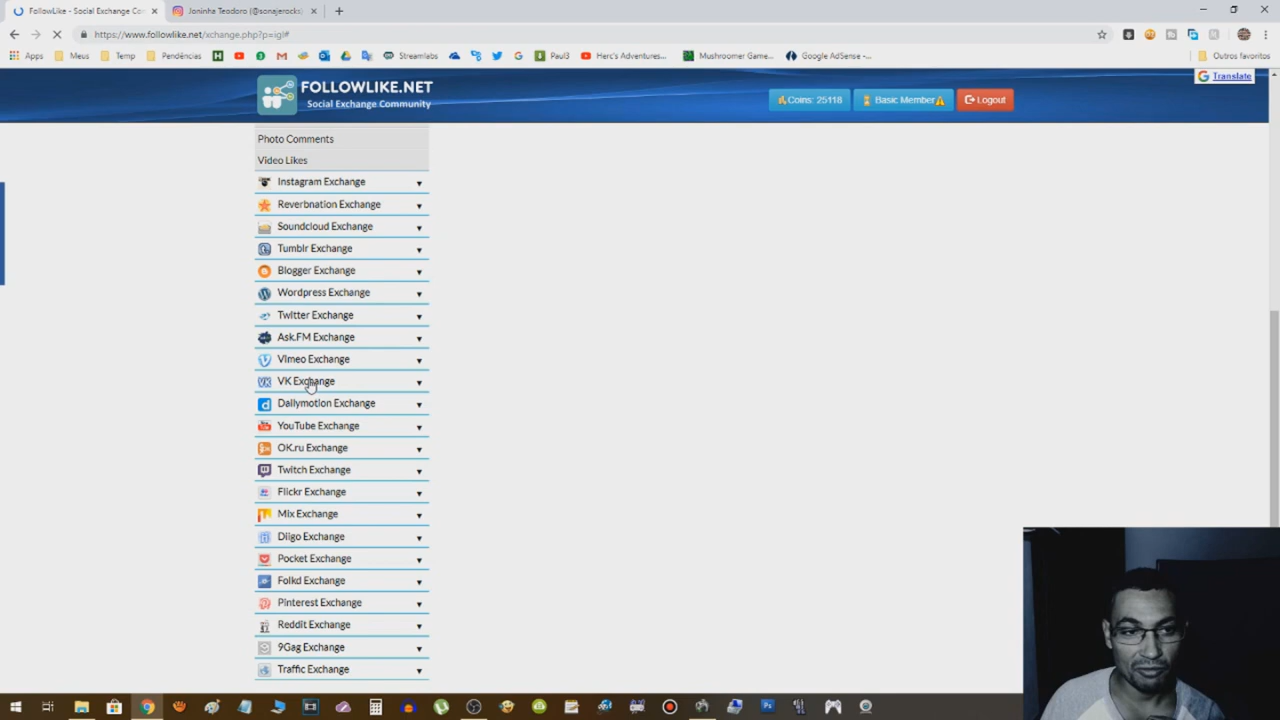 FollowLike - Social Exchange Com
Joninha Teodoro (@sonajerocks)
https://www.followlike.net/xchange.php?p=igl#
Apps
Meus
Temp
Pendências
Streamlabs
Paul3
Herc's Adventures...
Mushroomer Game...
Google AdSense -...
Outros favoritos
FOLLOWLIKE.NET
Social Exchange Community
Coins: 25118
Basic Member
Logout
Translate
Photo Comments
Video Likes
Instagram Exchange
Reverbnation Exchange
Soundcloud Exchange
Tumblr Exchange
Blogger Exchange
Wordpress Exchange
Twitter Exchange
Ask.FM Exchange
Vimeo Exchange
VK Exchange
Dailymotion Exchange
YouTube Exchange
OK.ru Exchange
Twitch Exchange
Flickr Exchange
Mix Exchange
Diigo Exchange
Pocket Exchange
Folkd Exchange
Pinterest Exchange
Reddit Exchange
9Gag Exchange
Traffic Exchange